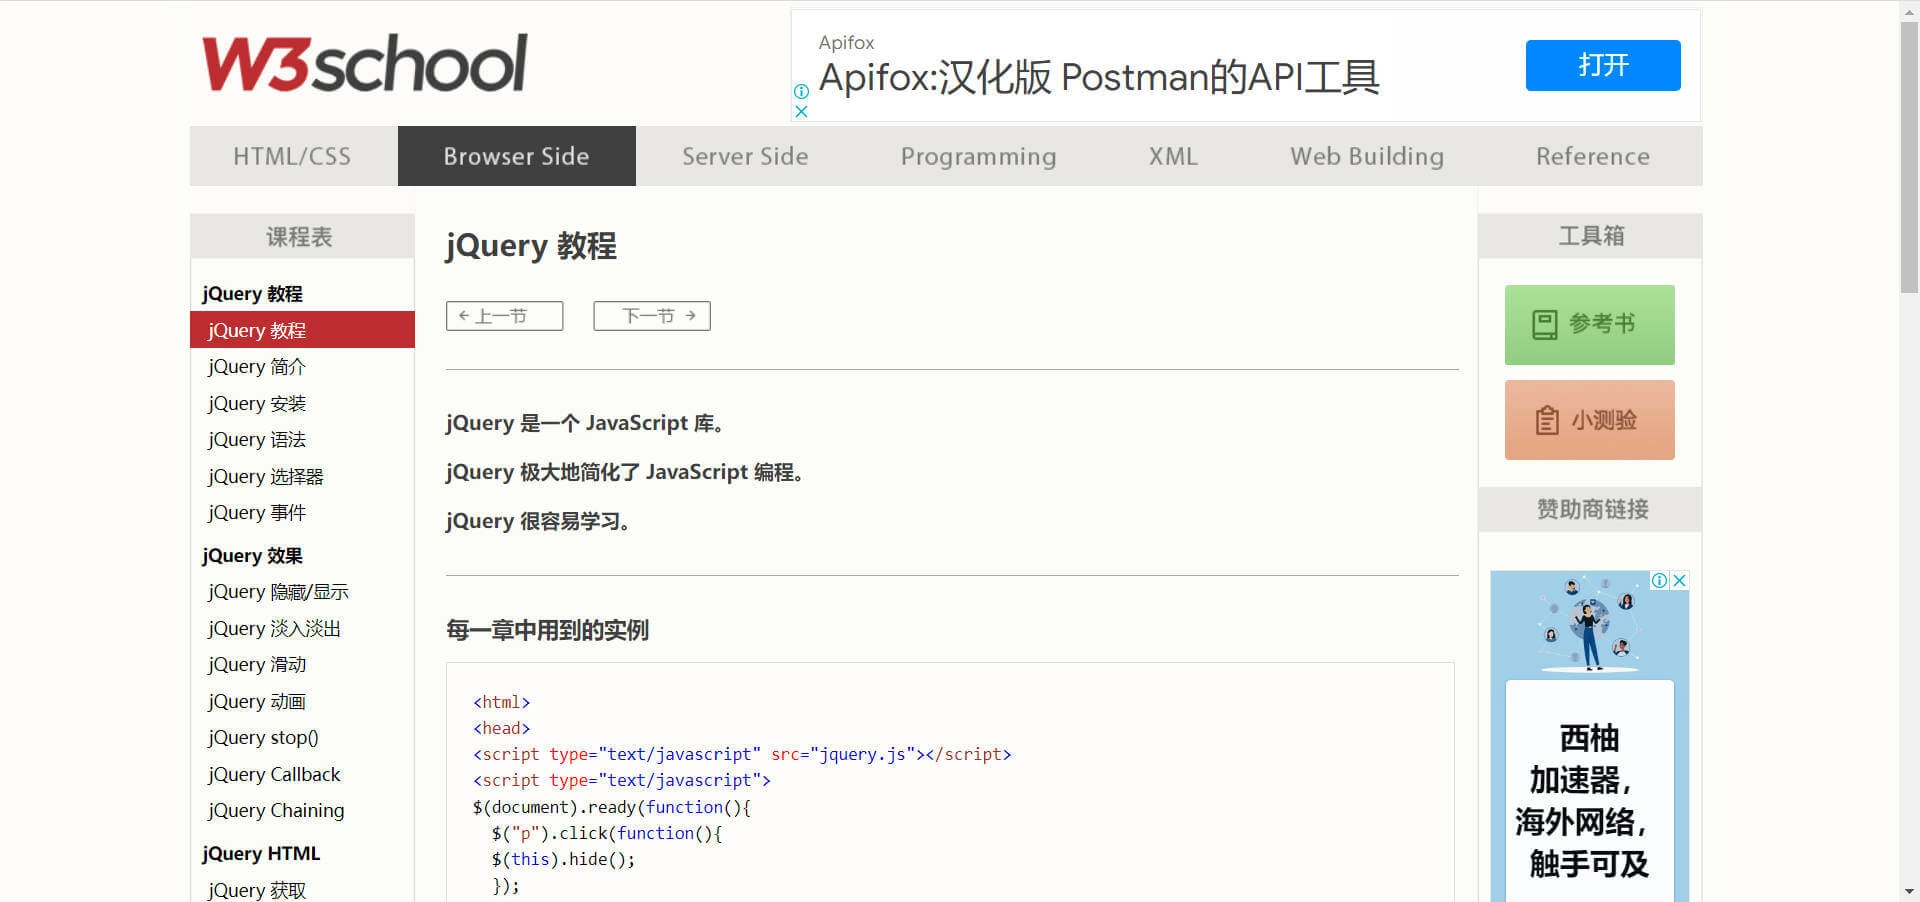 W3school
Apifox
Apifox:汉化版 Postman的API工具
打开
HTML/CSS
Browser Side
Server Side
Programming
XML
Web Building
Reference
课程表
jQuery 教程
jQuery 教程
jQuery 简介
jQuery 安装
jQuery 语法
jQuery 选择器
jQuery 事件
jQuery 效果
jQuery 隐藏/显示
jQuery 淡入淡出
jQuery 滑动
jQuery 动画
jQuery stop()
jQuery Callback
jQuery Chaining
jQuery HTML
jQuery 获取
jQuery 教程
← 上一节
下一节 →
jQuery 是一个 JavaScript 库。
jQuery 极大地简化了 JavaScript 编程。
jQuery 很容易学习。
每一章中用到的实例
<html>
<head>
<script type="text/javascript" src="jquery.js"></script>
<script type="text/javascript">
$(document).ready(function(){
$("p").click(function(){
$(this).hide();
});
工具箱
参考书
小测验
赞助商链接
西柚
加速器，
海外网络，
触手可及